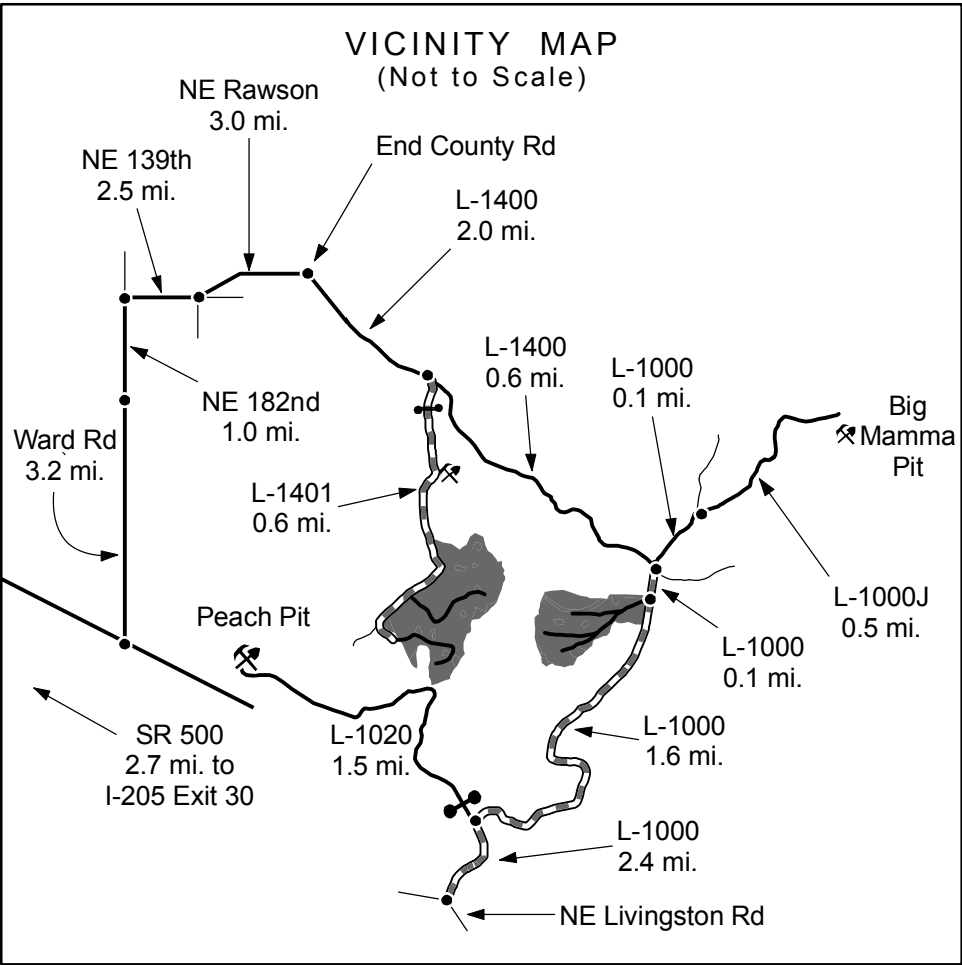 VICINITY MAP
(Not to Scale)
NE Rawson
3.0 mi.
End County Rd
NE 139th
2.5 mi.
L-1400
2.0 mi.
L-1400
0.6 mi.
L-1000
0.1 mi.
Big
Mamma
Pit
NE 182nd
1.0 mi.
Ward Rd
3.2 mi.
L-1401
0.6 mi.
L-1000J
0.5 mi.
Peach Pit
L-1000
0.1 mi.
SR 500
2.7 mi. to
I-205 Exit 30
L-1020
1.5 mi.
L-1000
1.6 mi.
L-1000
2.4 mi.
NE Livingston Rd